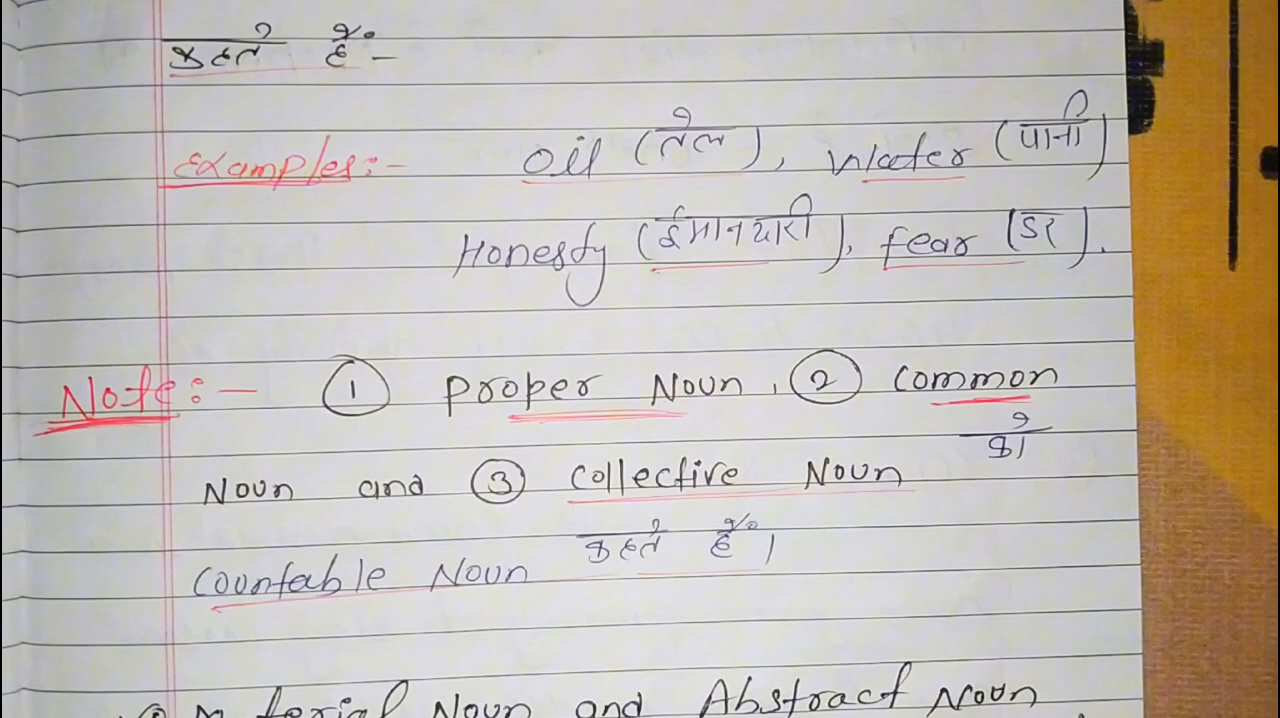 कहते हैं -
Examples:- Oil (तेल), Water (पानी)
Honesty (ईमानदारी), fear (डर).
Note:- ① Proper Noun, ② Common
Noun and ③ Collective Noun को
Countable Noun कहते हैं।
Material Noun and Abstract Noun